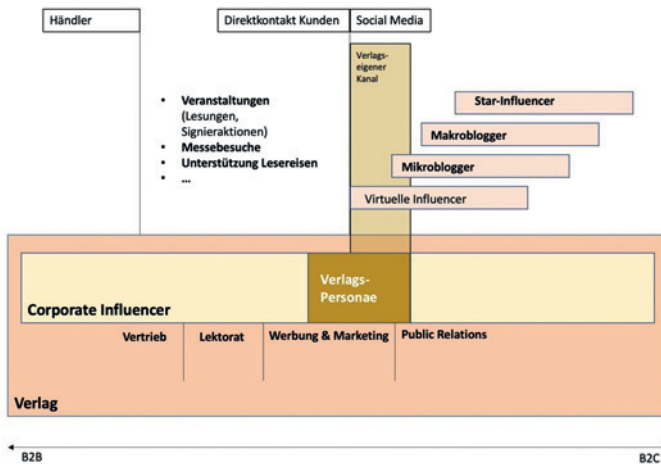 Händler
Direktkontakt Kunden
Social Media
Verlags-
eigener
Kanal
• Veranstaltungen
(Lesungen,
Signieraktionen)
• Messebesuche
• Unterstützung Lesereisen
• ...
Star-Influencer
Makroblogger
Mikroblogger
Virtuelle Influencer
Verlags-
Personae
Corporate Influencer
Vertrieb
Lektorat
Werbung & Marketing
Public Relations
Verlag
B2B
B2C